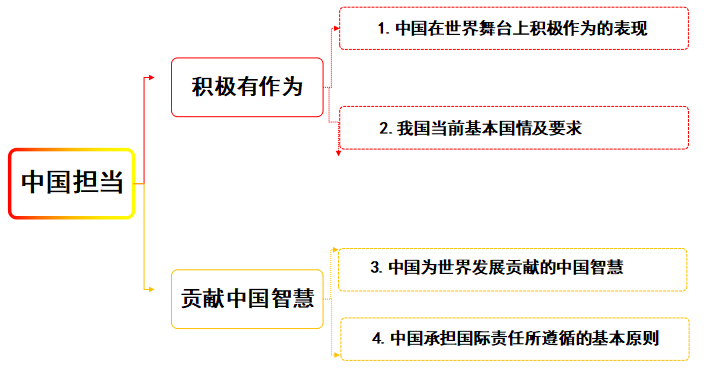 中国担当
积极有作为
1. 中国在世界舞台上积极作为的表现
2. 我国当前基本国情及要求
贡献中国智慧
3. 中国为世界发展贡献的中国智慧
4. 中国承担国际责任所遵循的基本原则